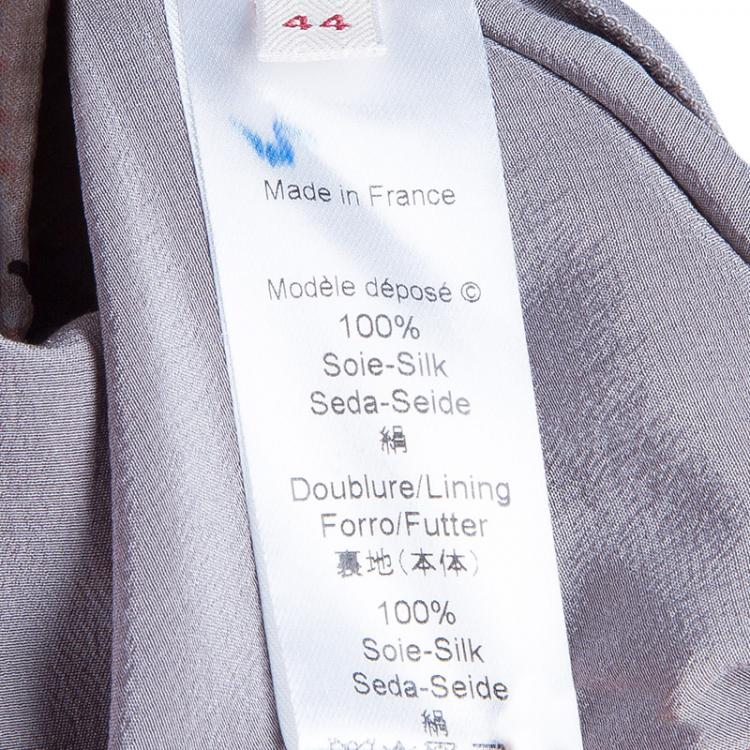 44
Made in France
Modèle déposé ©
100%
Soie-Silk
Seda-Seide
絹
Doublure/Lining
Forro/Futter
裏地(本体)
100%
Soie-Silk
Seda-Seide
絹